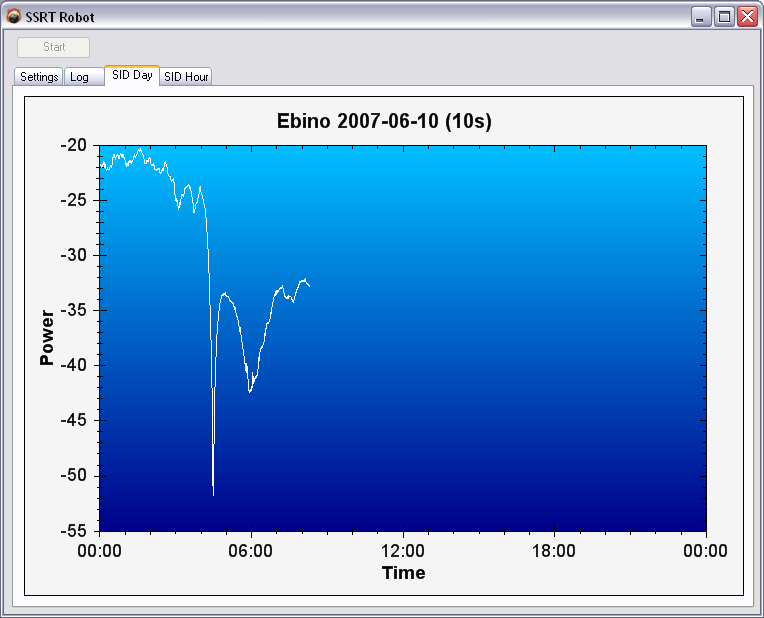 SSRT Robot
Start
Settings Log SID Day SID Hour
Ebino 2007-06-10 (10s)
-20
-25
-30
-35
-40
-45
-50
-55
Power
00:00 06:00 12:00 18:00 00:00
Time